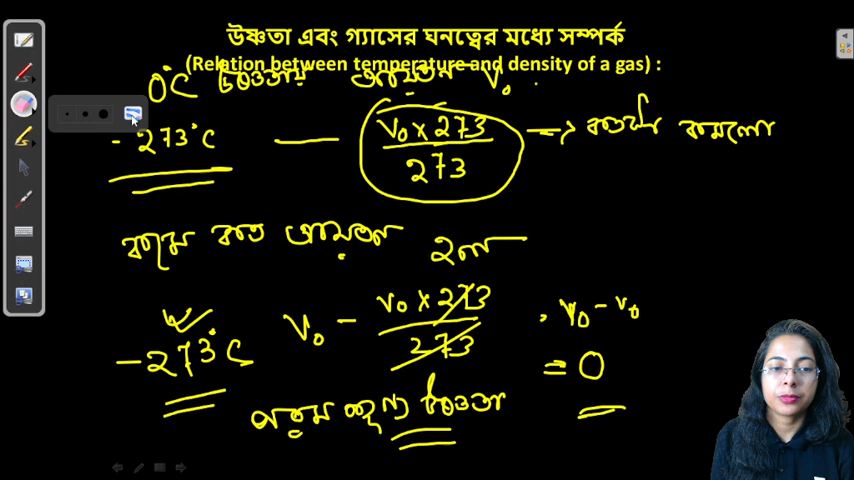 উষ্ণতা এবং গ্যাসের ঘনত্বের মধ্যে সম্পর্ক
(Relation between temperature and density of a gas) :
0°C উষ্ণতায় আয়তন V₀
- 273°C — V₀ × 273 / 273 => কতটা কমলো
কমে কত আয়তন হল
-273°C V₀ - V₀ × 273 / 273 , V₀ - V₀
= 0
পরম শূন্য উষ্ণতা